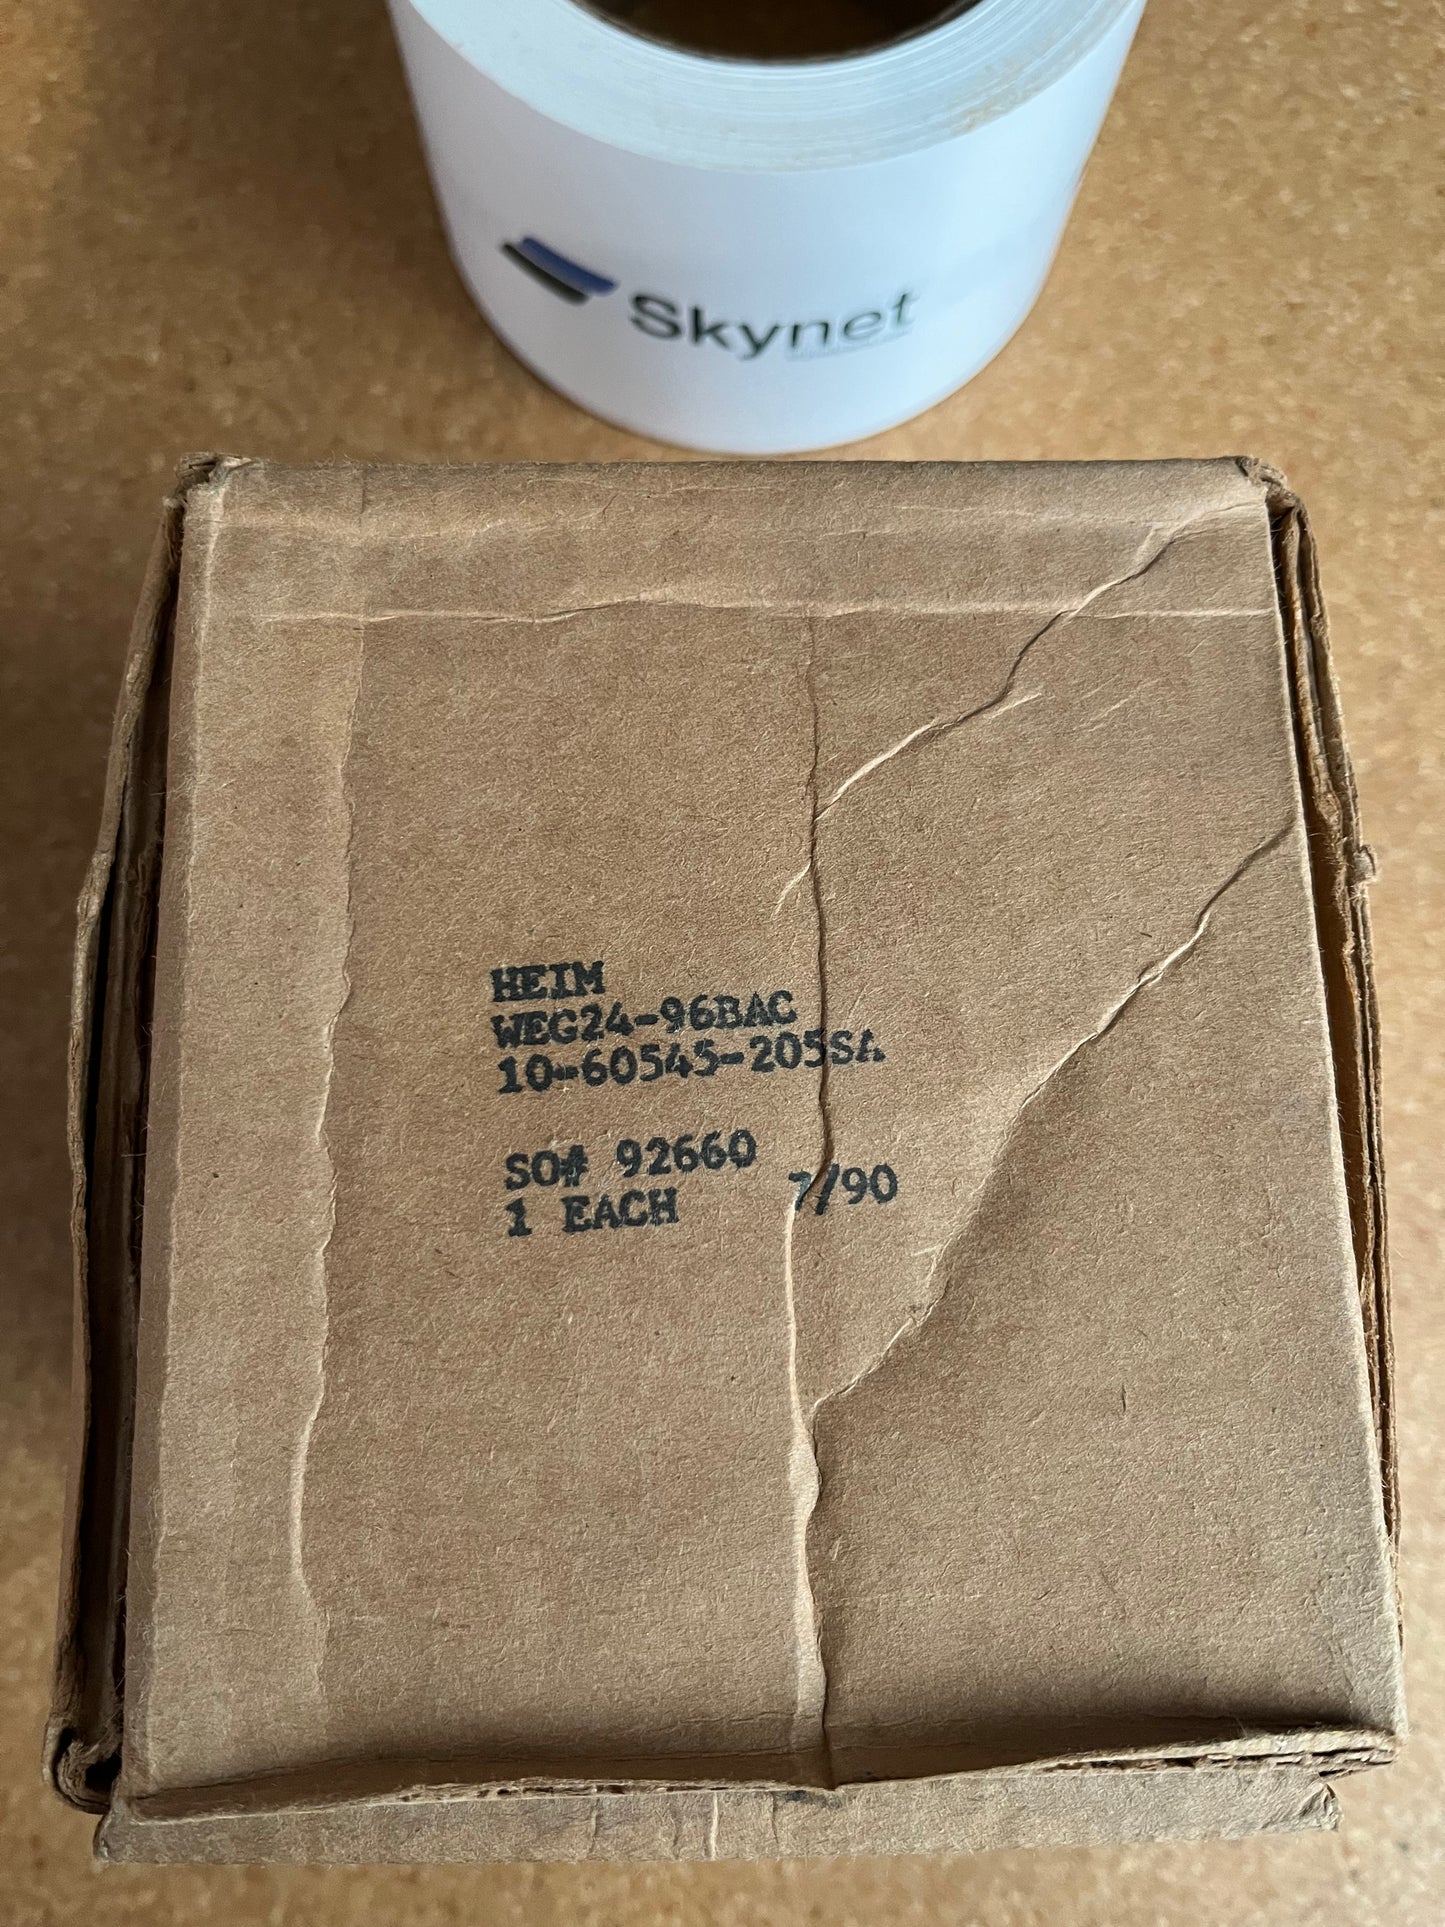 Skynet
HEIM
WEG24-96BAC
10-60545-205SA
SO# 92660
1 EACH 7/90